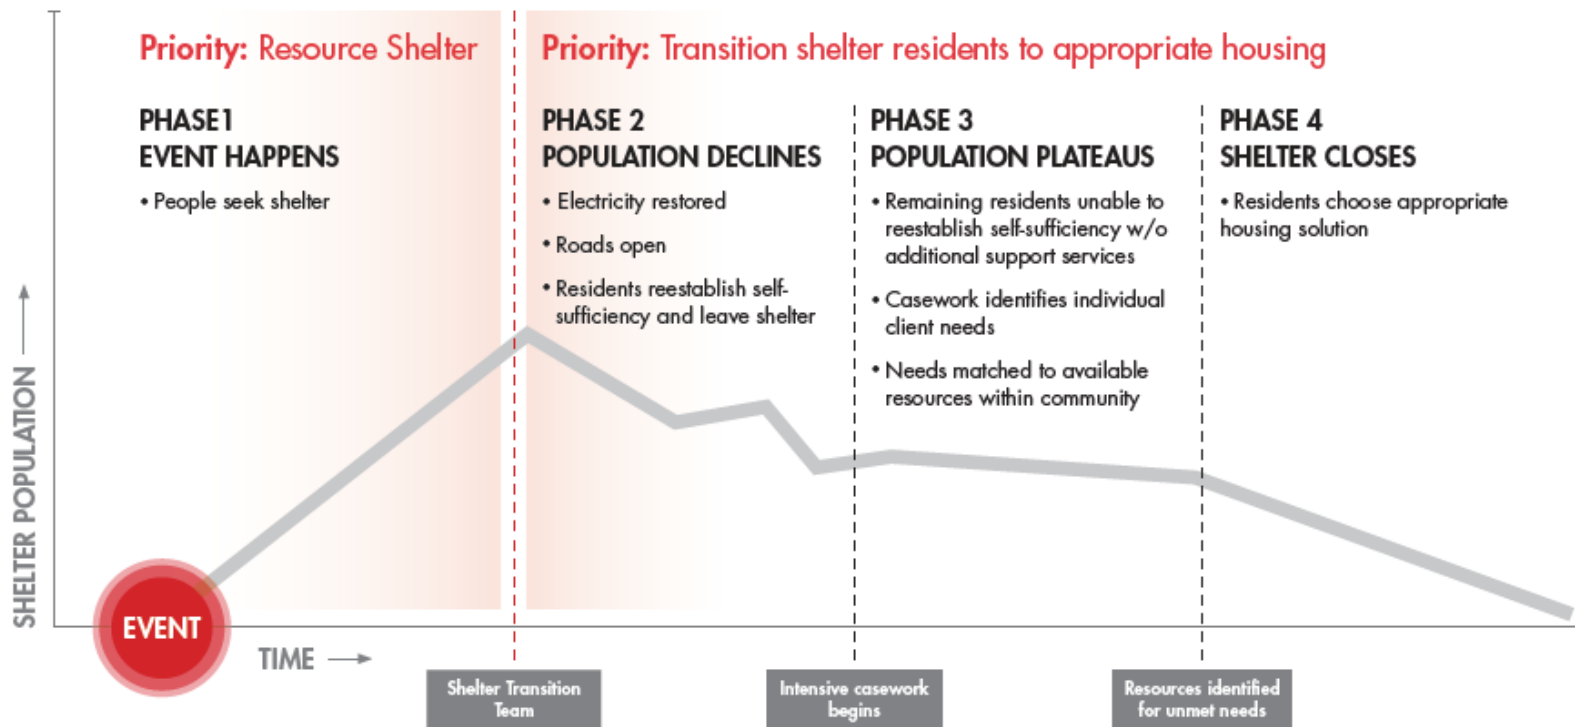 Priority: Resource Shelter
Priority: Transition shelter residents to appropriate housing
PHASE1
EVENT HAPPENS
• People seek shelter
PHASE 2
POPULATION DECLINES
• Electricity restored
• Roads open
• Residents reestablish self-
sufficiency and leave shelter
PHASE 3
POPULATION PLATEAUS
• Remaining residents unable to
reestablish self-sufficiency w/o
additional support services
• Casework identifies individual
client needs
• Needs matched to available
resources within community
PHASE 4
SHELTER CLOSES
• Residents choose appropriate
housing solution
SHELTER POPULATION
EVENT
TIME
Shelter Transition
Team
Intensive casework
begins
Resources identified
for unmet needs